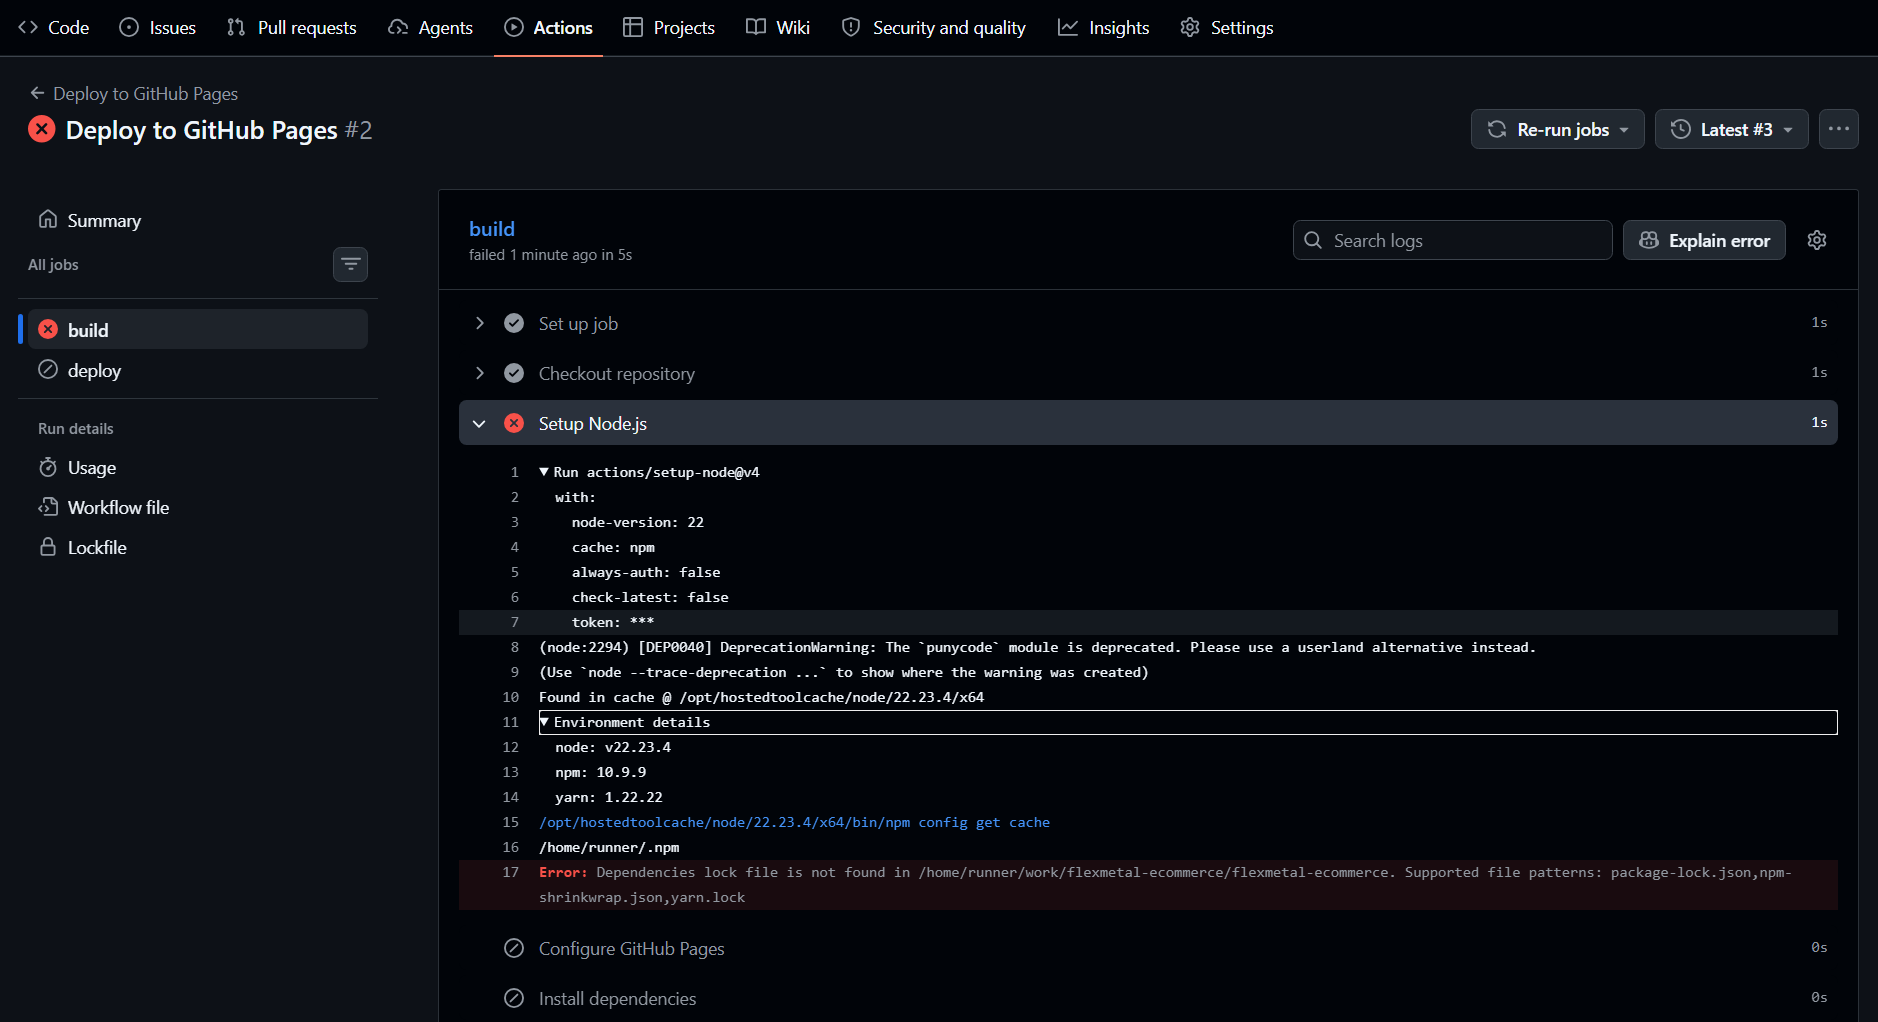 Code Issues Pull requests Agents Actions Projects Wiki Security and quality Insights Settings
Deploy to GitHub Pages
Deploy to GitHub Pages #2
Re-run jobs
Latest #3
Summary
All jobs
build
deploy
Run details
Usage
Workflow file
Lockfile
build
failed 1 minute ago in 5s
Search logs
Explain error
Set up job 1s
Checkout repository 1s
Setup Node.js 1s
1 ▼Run actions/setup-node@v4
2 with:
3 node-version: 22
4 cache: npm
5 always-auth: false
6 check-latest: false
7 token: ***
8 (node:2294) [DEP0040] DeprecationWarning: The `punycode` module is deprecated. Please use a userland alternative instead.
9 (Use `node --trace-deprecation ...` to show where the warning was created)
10 Found in cache @ /opt/hostedtoolcache/node/22.23.4/x64
11 ▼Environment details
12 node: v22.23.4
13 npm: 10.9.9
14 yarn: 1.22.22
15 /opt/hostedtoolcache/node/22.23.4/x64/bin/npm config get cache
16 /home/runner/.npm
17 Error: Dependencies lock file is not found in /home/runner/work/flexmetal-ecommerce/flexmetal-ecommerce. Supported file patterns: package-lock.json,npm-
shrinkwrap.json,yarn.lock
Configure GitHub Pages 0s
Install dependencies 0s